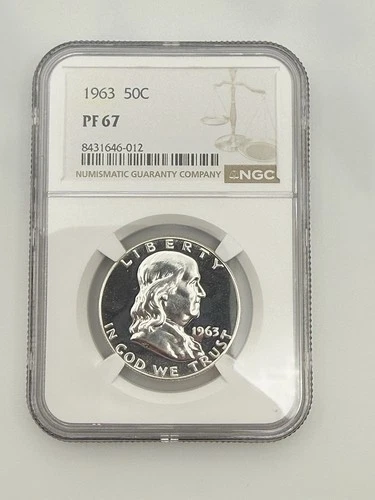 1963 50C
PF 67
8431646-012
NUMISMATIC GUARANTY COMPANY NGC
LIBERTY
1963
IN GOD WE TRUST